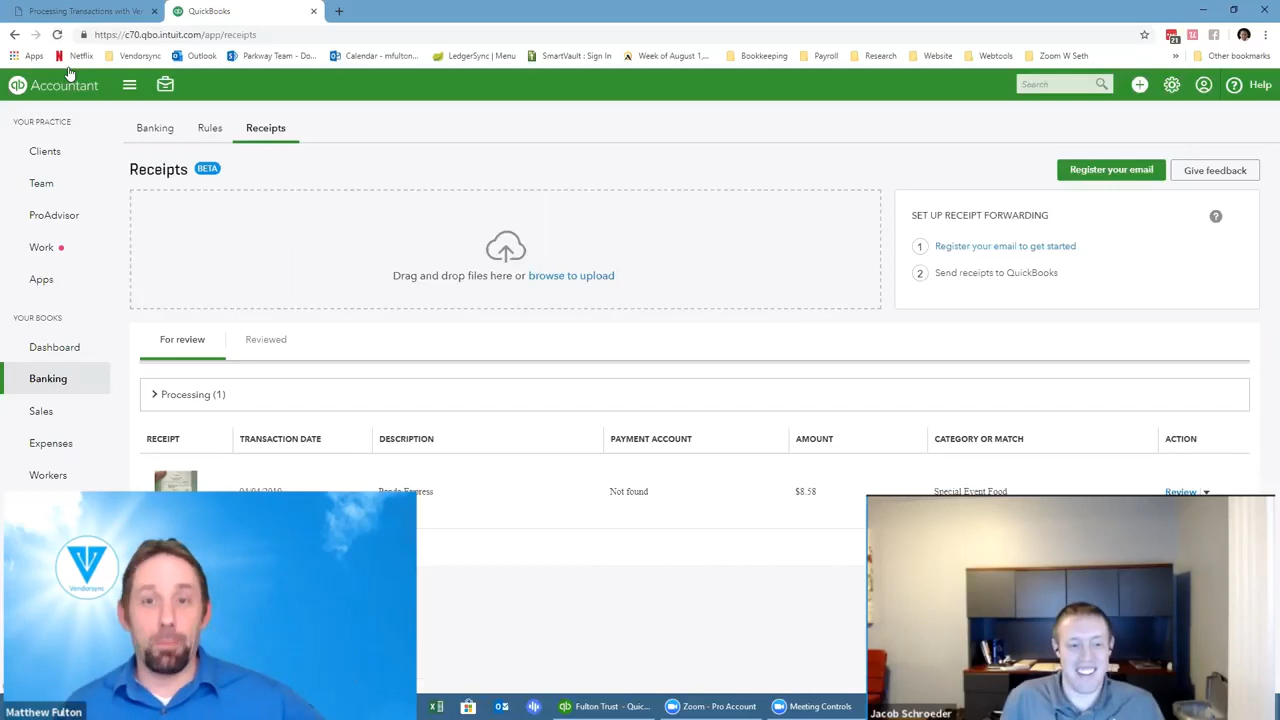 Processing Transactions with Ver
QuickBooks
https://c70.qbo.intuit.com/app/receipts
21
Apps
Netflix
Vendorsync
Outlook
Parkway Team - Do...
Calendar - mfulton...
LedgerSync | Menu
SmartVault : Sign In
Week of August 1,...
Bookkeeping
Payroll
Research
Website
Webtools
Zoom W Seth
»
Other bookmarks
qb Accountant
Search
Help
YOUR PRACTICE
Clients
Team
ProAdvisor
Work
Apps
YOUR BOOKS
Dashboard
Banking
Sales
Expenses
Workers
Banking
Rules
Receipts
Receipts BETA
Register your email
Give feedback
Drag and drop files here or browse to upload
SET UP RECEIPT FORWARDING
1 Register your email to get started
2 Send receipts to QuickBooks
For review
Reviewed
Processing (1)
RECEIPT
TRANSACTION DATE
DESCRIPTION
PAYMENT ACCOUNT
AMOUNT
CATEGORY OR MATCH
ACTION
Panda Express
Not found
$8.58
Special Event Food
Review
Vendorsync
Matthew Fulton
Jacob Schroeder
Fulton Trust - Quic...
Zoom - Pro Account
Meeting Controls